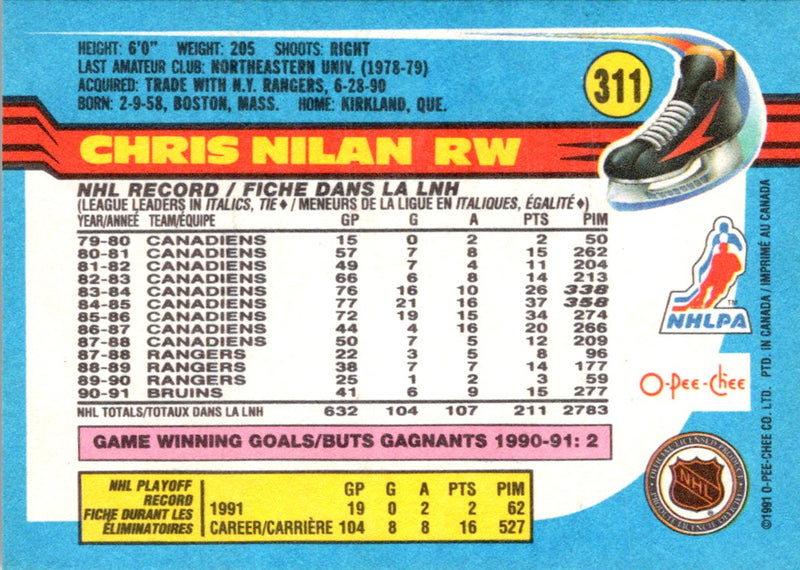 HEIGHT: 6'0" WEIGHT: 205 SHOOTS: RIGHT
LAST AMATEUR CLUB: NORTHEASTERN UNIV. (1978-79)
ACQUIRED: TRADE WITH N.Y. RANGERS, 6-28-90
BORN: 2-9-58, BOSTON, MASS. HOME: KIRKLAND, QUE.
311
CHRIS NILAN RW
NHL RECORD / FICHE DANS LA LNH
(LEAGUE LEADERS IN ITALICS, TIE ♦ / MENEURS DE LA LIGUE EN ITALIQUES, ÉGALITÉ ♦)
YEAR/ANNEÉ TEAM/ÉQUIPE GP G A PTS PIM
79-80 CANADIENS 15 0 2 2 50
80-81 CANADIENS 57 7 8 15 262
81-82 CANADIENS 49 7 4 11 204
82-83 CANADIENS 66 6 8 14 213
83-84 CANADIENS 76 16 10 26 338
84-85 CANADIENS 77 21 16 37 358
85-86 CANADIENS 72 19 15 34 274
86-87 CANADIENS 44 4 16 20 266
87-88 CANADIENS 50 7 5 12 209
87-88 RANGERS 22 3 5 8 96
88-89 RANGERS 38 7 7 14 177
89-90 RANGERS 25 1 2 3 59
90-91 BRUINS 41 6 9 15 277
NHL TOTALS/TOTAUX DANS LA LNH 632 104 107 211 2783
GAME WINNING GOALS/BUTS GAGNANTS 1990-91: 2
NHL PLAYOFF
RECORD
FICHE DURANT LES
ÉLIMINATOIRES
GP G A PTS PIM
1991 19 0 2 2 62
CAREER/CARRIÈRE 104 8 8 16 527
TM
NHLPA
O-Pee-Chee
OFFICIAL LICENSED PRODUCT
NHL
©1991 O-PEE-CHEE CO. LTD. PTD. IN CANADA / IMPRIMÉ AU CANADA